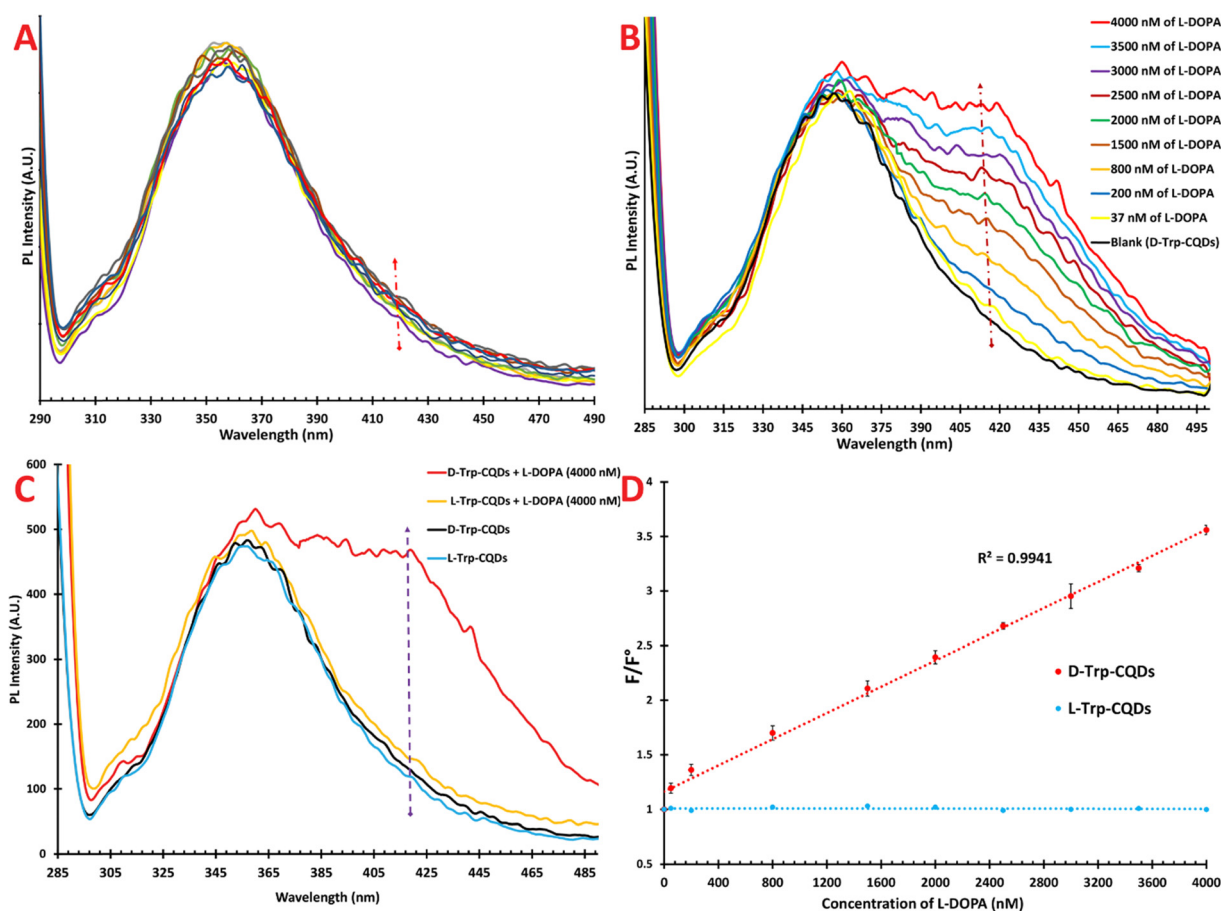 A
PL Intensity (A.U.)
290 310 330 350 370 390 410 430 450 470 490
Wavelength (nm)
B
PL Intensity (A.U.)
4000 nM of L-DOPA
3500 nM of L-DOPA
3000 nM of L-DOPA
2500 nM of L-DOPA
2000 nM of L-DOPA
1500 nM of L-DOPA
800 nM of L-DOPA
200 nM of L-DOPA
37 nM of L-DOPA
Blank (D-Trp-CQDs)
285 300 315 330 345 360 375 390 405 420 435 450 465 480 495
Wavelength (nm)
C
PL Intensity (A.U.)
600
500
400
300
200
100
0
D-Trp-CQDs + L-DOPA (4000 nM)
L-Trp-CQDs + L-DOPA (4000 nM)
D-Trp-CQDs
L-Trp-CQDs
285 305 325 345 365 385 405 425 445 465 485
Wavelength (nm)
D
F/F°
4
3.5
3
2.5
2
1.5
1
0.5
R² = 0.9941
D-Trp-CQDs
L-Trp-CQDs
0 400 800 1200 1600 2000 2400 2800 3200 3600 4000
Concentration of L-DOPA (nM)